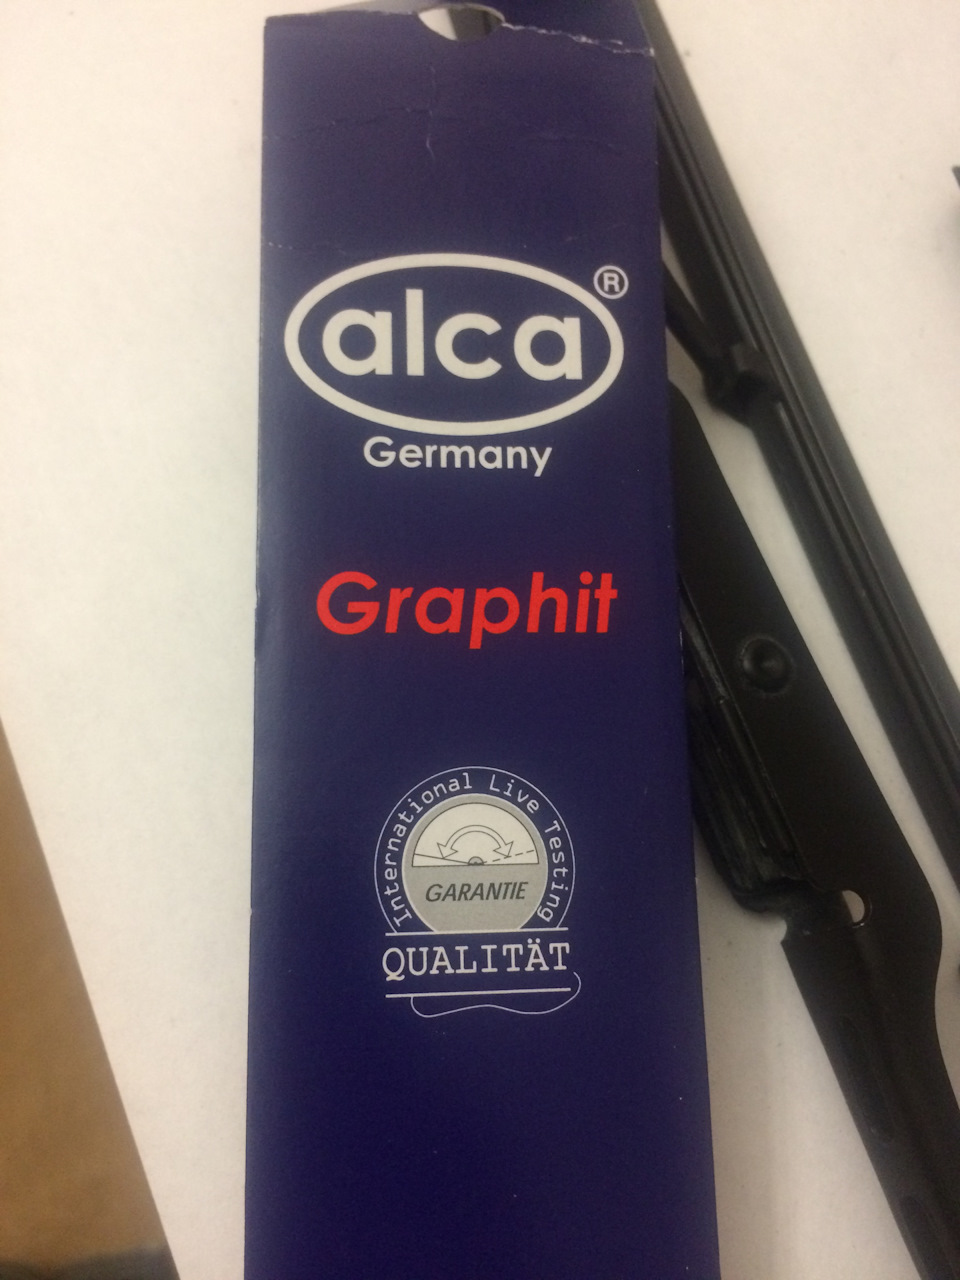 alca®
Germany
Graphit
International Live Testing
GARANTIE
QUALITÄT